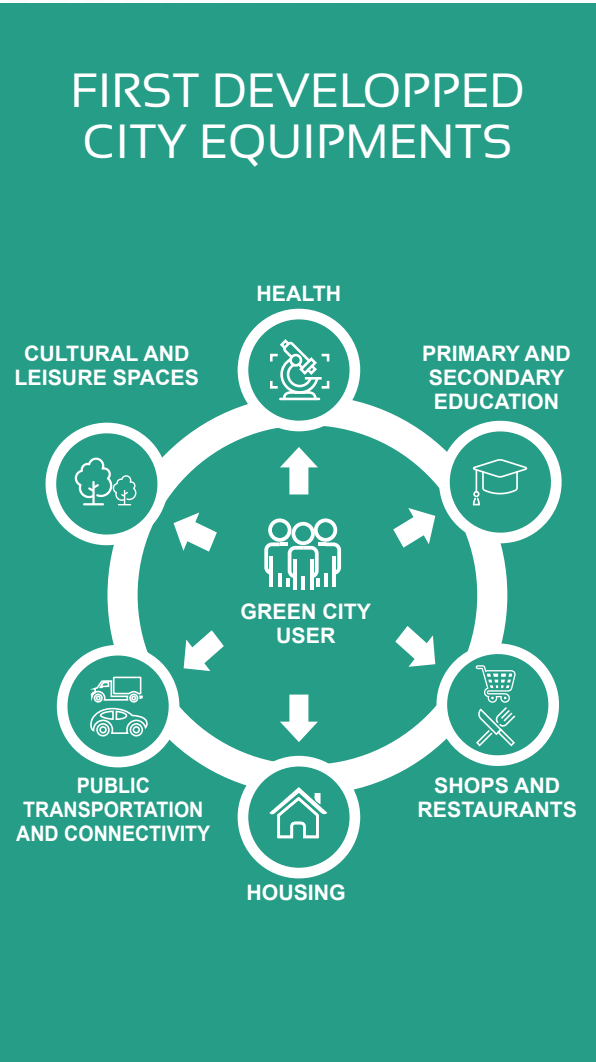 FIRST DEVELOPPED
CITY EQUIPMENTS
HEALTH
CULTURAL AND
LEISURE SPACES
PRIMARY AND
SECONDARY
EDUCATION
GREEN CITY
USER
PUBLIC
TRANSPORTATION
AND CONNECTIVITY
SHOPS AND
RESTAURANTS
HOUSING